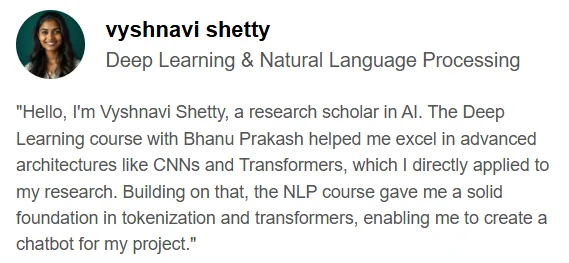 vyshnavi shetty
Deep Learning & Natural Language Processing
"Hello, I'm Vyshnavi Shetty, a research scholar in AI. The Deep
Learning course with Bhanu Prakash helped me excel in advanced
architectures like CNNs and Transformers, which I directly applied to
my research. Building on that, the NLP course gave me a solid
foundation in tokenization and transformers, enabling me to create a
chatbot for my project."